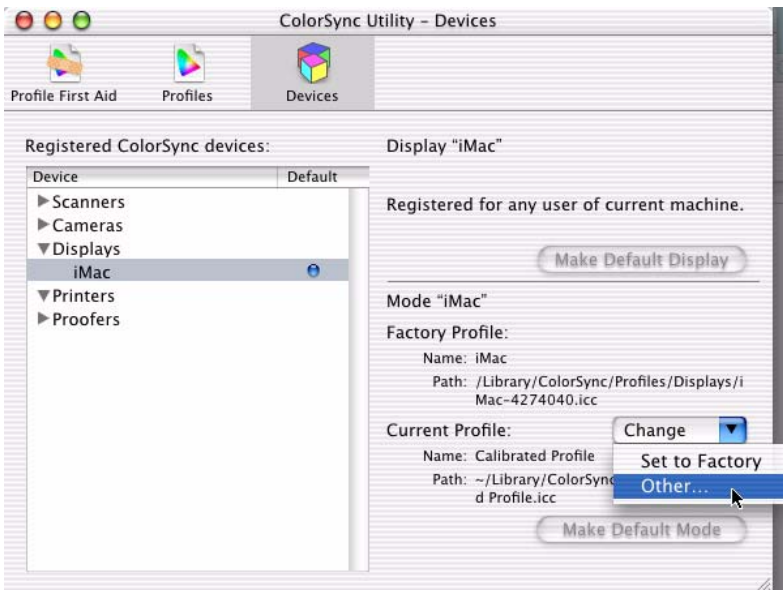 ColorSync Utility – Devices
Profile First Aid
Profiles
Devices
Registered ColorSync devices:
Device Default
Scanners
Cameras
Displays
iMac
Printers
Proofers
Display “iMac”
Registered for any user of current machine.
Make Default Display
Mode “iMac”
Factory Profile:
Name: iMac
Path: /Library/ColorSync/Profiles/Displays/i
Mac-4274040.icc
Current Profile:
Change
Name: Calibrated Profile
Path: ~/Library/ColorSync
d Profile.icc
Set to Factory
Other...
Make Default Mode